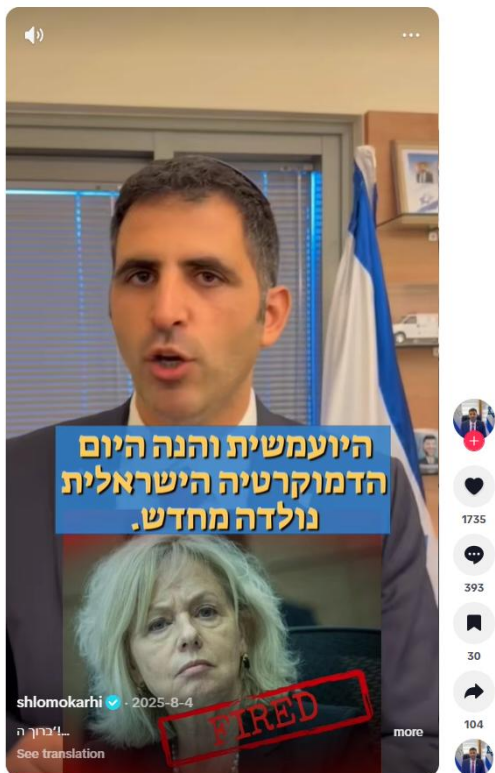 היועמשית והנה היום
הדמוקרטיה הישראלית
נולדה מחדש.
FIRED
shlomokarhi · 2025-8-4
ברוך ה'!...
more
See translation
1735
393
30
104